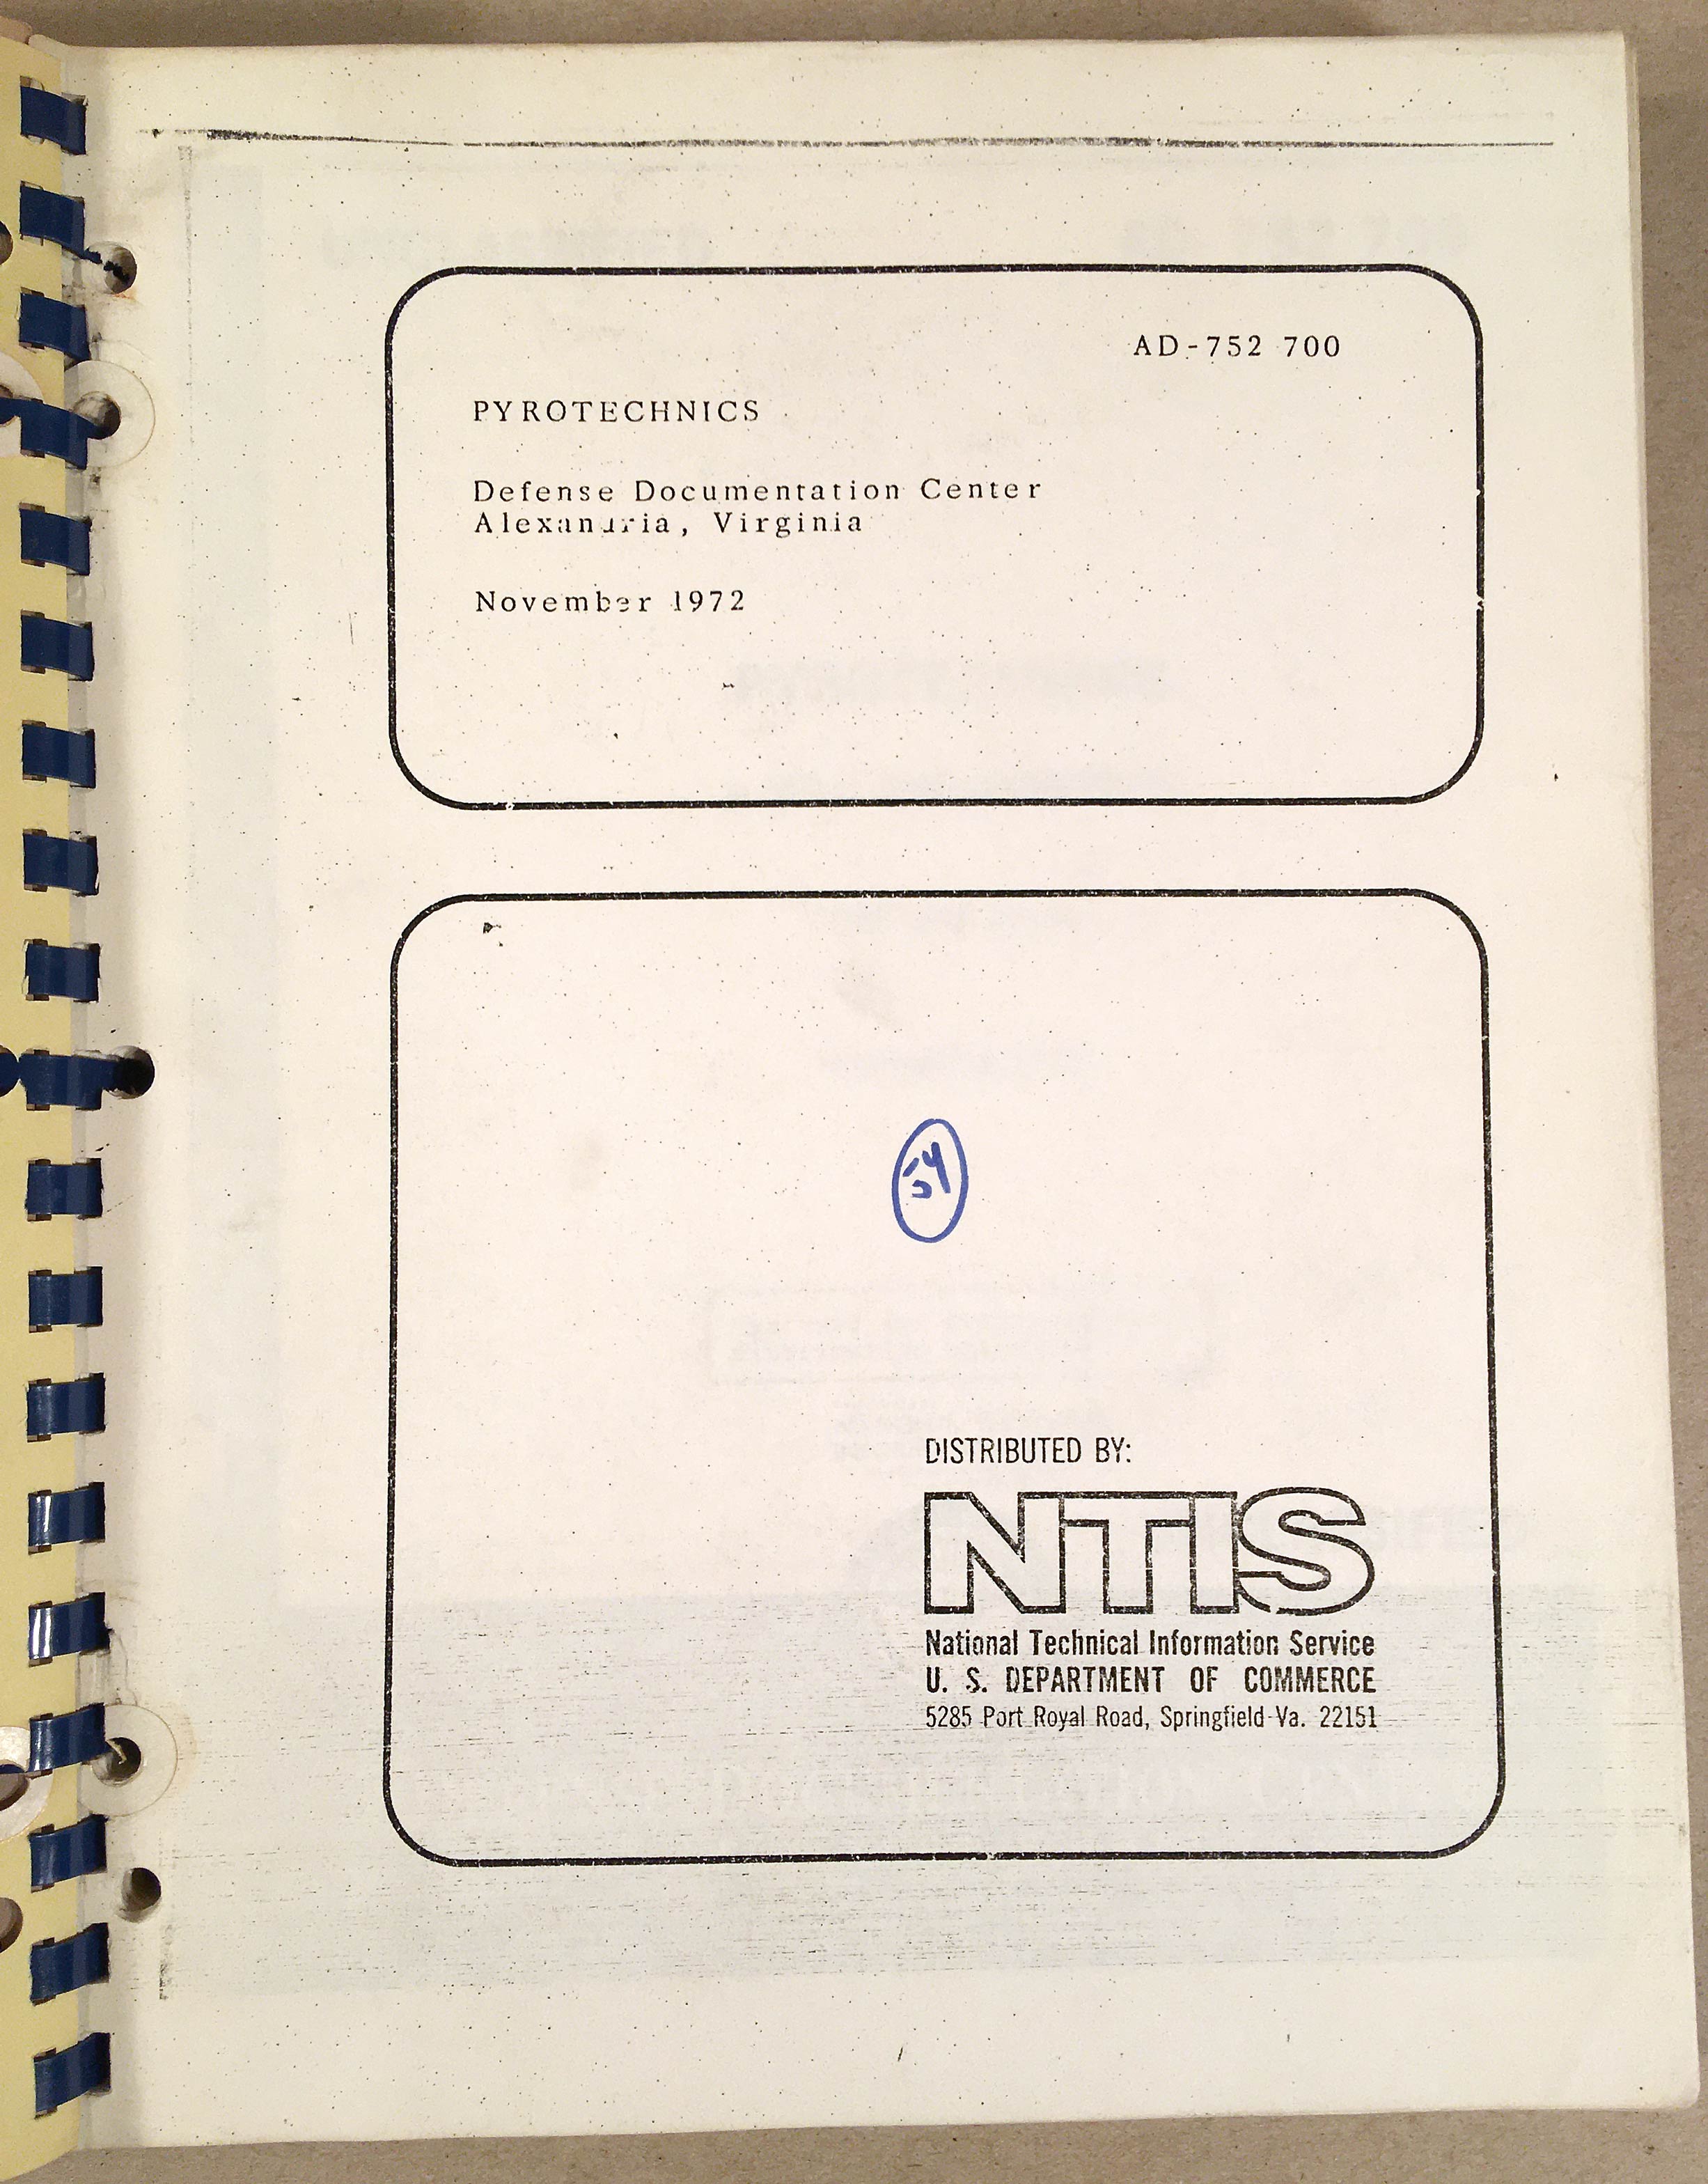 AD-752 700
PYROTECHNICS
Defense Documentation Center
Alexandria, Virginia
November 1972
54
DISTRIBUTED BY:
NTIS
National Technical Information Service
U. S. DEPARTMENT OF COMMERCE
5285 Port Royal Road, Springfield Va. 22151